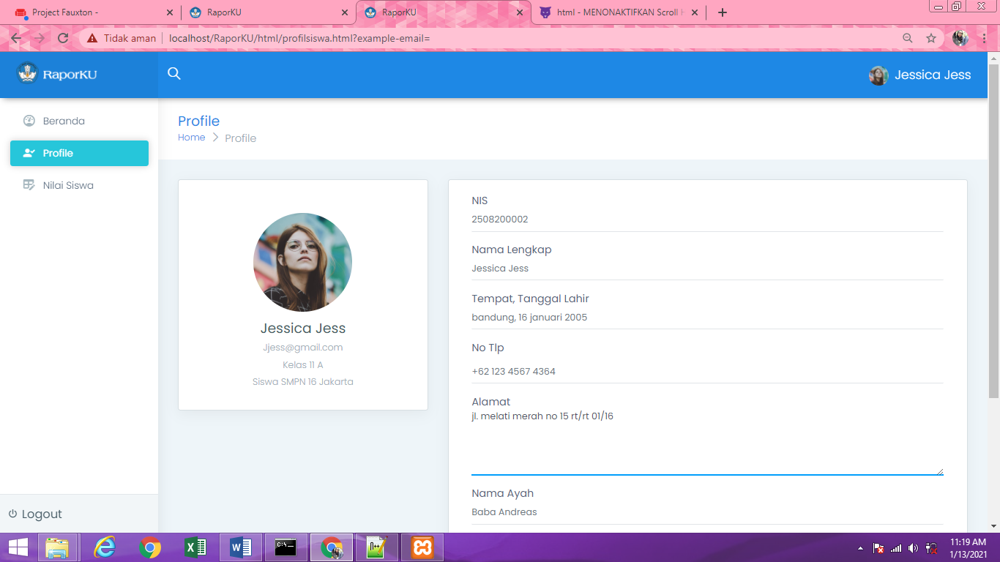 Project Fauxton -
RaporKU
RaporKU
html - MENONAKTIFKAN Scroll
Tidak aman
localhost/RaporKU/html/profilsiswa.html?example-email=
RaporKU
Jessica Jess
Beranda
Profile
Nilai Siswa
Logout
Profile
Home
Profile
Jessica Jess
Jjess@gmail.com
Kelas 11 A
Siswa SMPN 16 Jakarta
NIS
2508200002
Nama Lengkap
Jessica Jess
Tempat, Tanggal Lahir
bandung, 16 januari 2005
No Tlp
+62 123 4567 4364
Alamat
jl. melati merah no 15 rt/rt 01/16
Nama Ayah
Baba Andreas
11:19 AM
1/13/2021